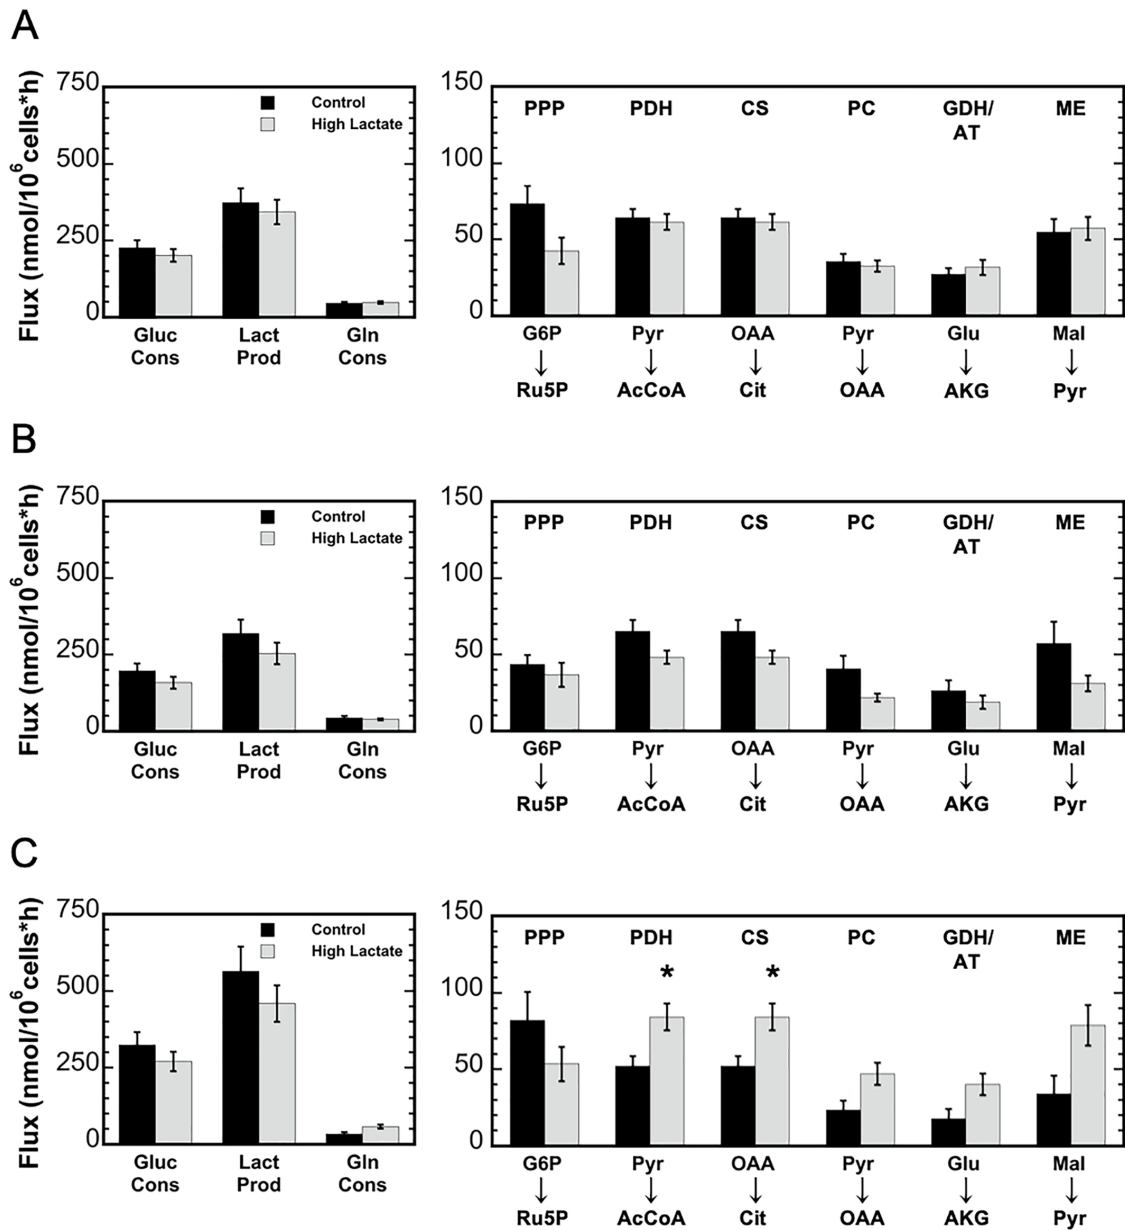 A
Flux (nmol/10⁶cells*h)
750
500
250
0
Control
High Lactate
Gluc Lact Gln
Cons Prod Cons
150
100
50
0
PPP PDH CS PC GDH/ ME
AT
G6P Pyr OAA Pyr Glu Mal
↓ ↓ ↓ ↓ ↓ ↓
Ru5P AcCoA Cit OAA AKG Pyr
B
Flux (nmol/10⁶cells*h)
750
500
250
0
Control
High Lactate
Gluc Lact Gln
Cons Prod Cons
150
100
50
0
PPP PDH CS PC GDH/ ME
AT
G6P Pyr OAA Pyr Glu Mal
↓ ↓ ↓ ↓ ↓ ↓
Ru5P AcCoA Cit OAA AKG Pyr
C
Flux (nmol/10⁶cells*h)
750
500
250
0
Control
High Lactate
Gluc Lact Gln
Cons Prod Cons
150
100
50
0
PPP PDH CS PC GDH/ ME
AT
* *
G6P Pyr OAA Pyr Glu Mal
↓ ↓ ↓ ↓ ↓ ↓
Ru5P AcCoA Cit OAA AKG Pyr